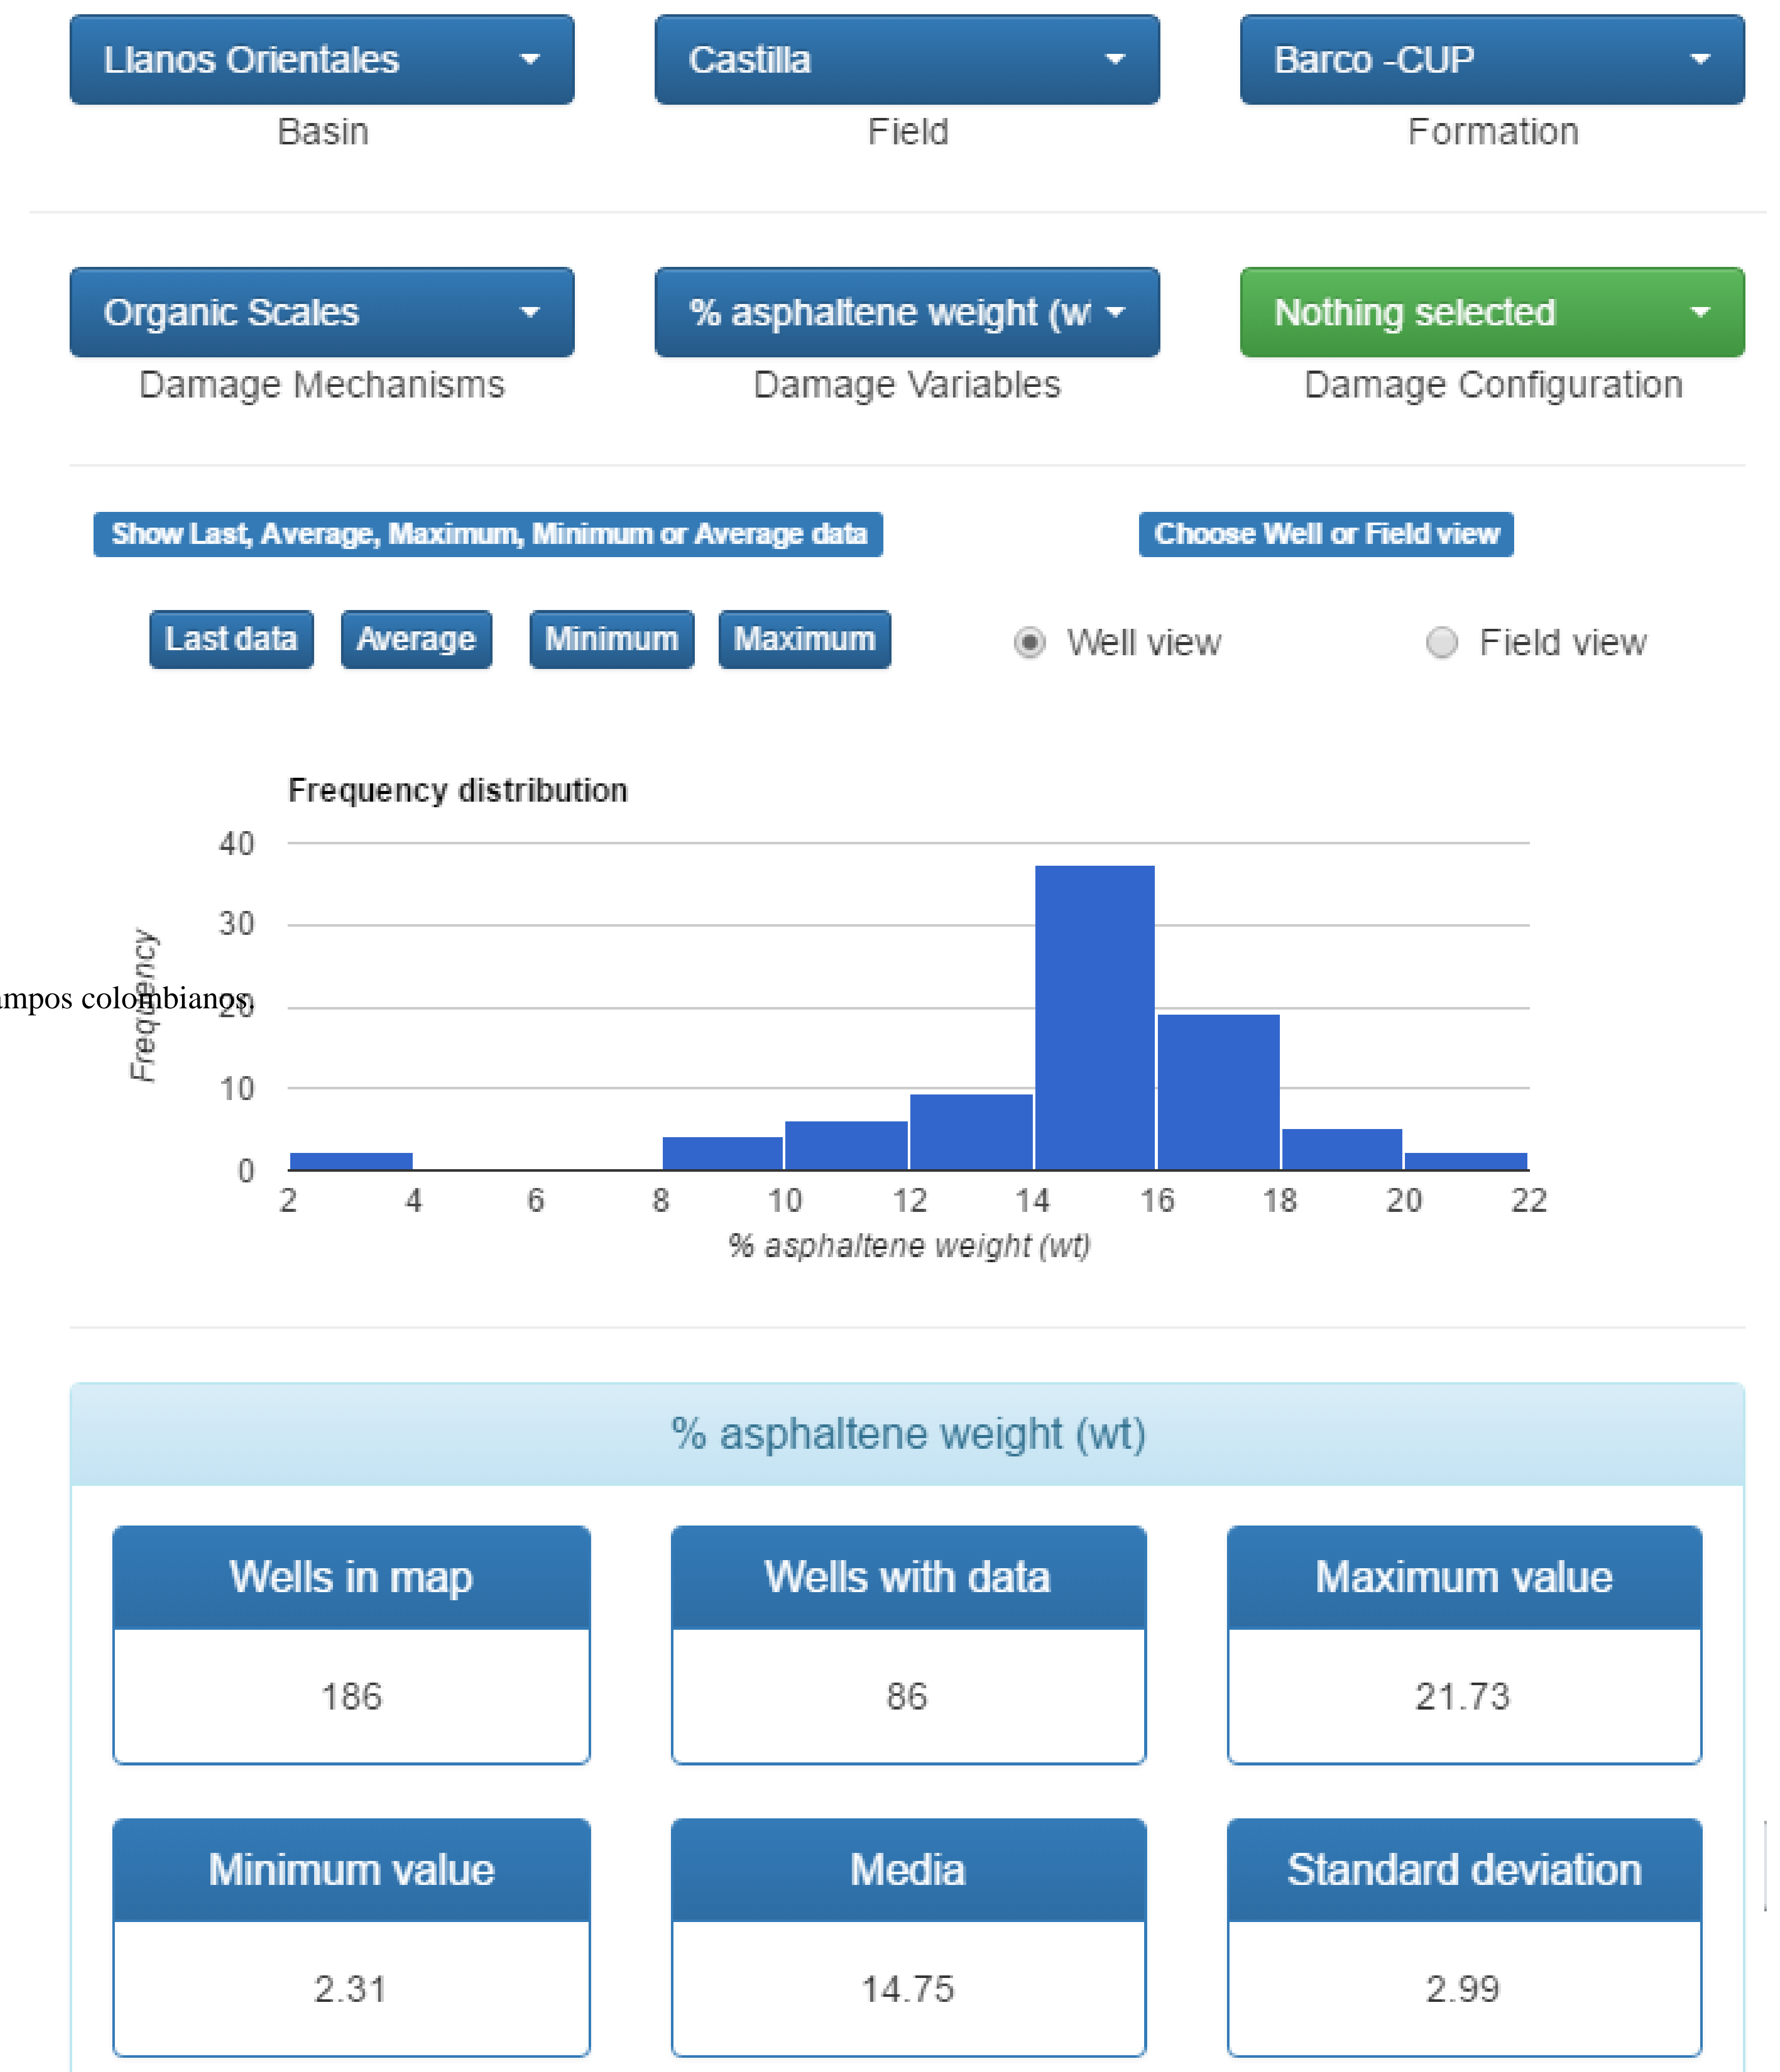 Llanos Orientales
Castilla
Barco -CUP
Basin
Field
Formation
Organic Scales
% asphaltene weight (w
Nothing selected
Damage Mechanisms
Damage Variables
Damage Configuration
Show Last, Average, Maximum, Minimum or Average data
Choose Well or Field view
Last data
Average
Minimum
Maximum
Well view
Field view
Frequency distribution
40
30
20
10
0
Frequency
mpos colombianos.
2 4 6 8 10 12 14 16 18 20 22
% asphaltene weight (wt)
% asphaltene weight (wt)
Wells in map
Wells with data
Maximum value
186
86
21.73
Minimum value
Media
Standard deviation
2.31
14.75
2.99